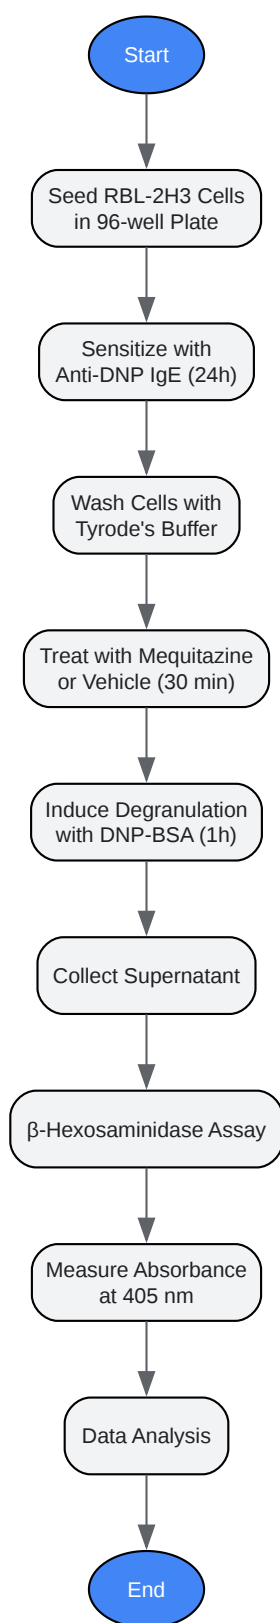 Start
Seed RBL-2H3 Cells
in 96-well Plate
Sensitize with
Anti-DNP IgE (24h)
Wash Cells with
Tyrode's Buffer
Treat with Mequitazine
or Vehicle (30 min)
Induce Degranulation
with DNP-BSA (1h)
Collect Supernatant
β-Hexosaminidase Assay
Measure Absorbance
at 405 nm
Data Analysis
End